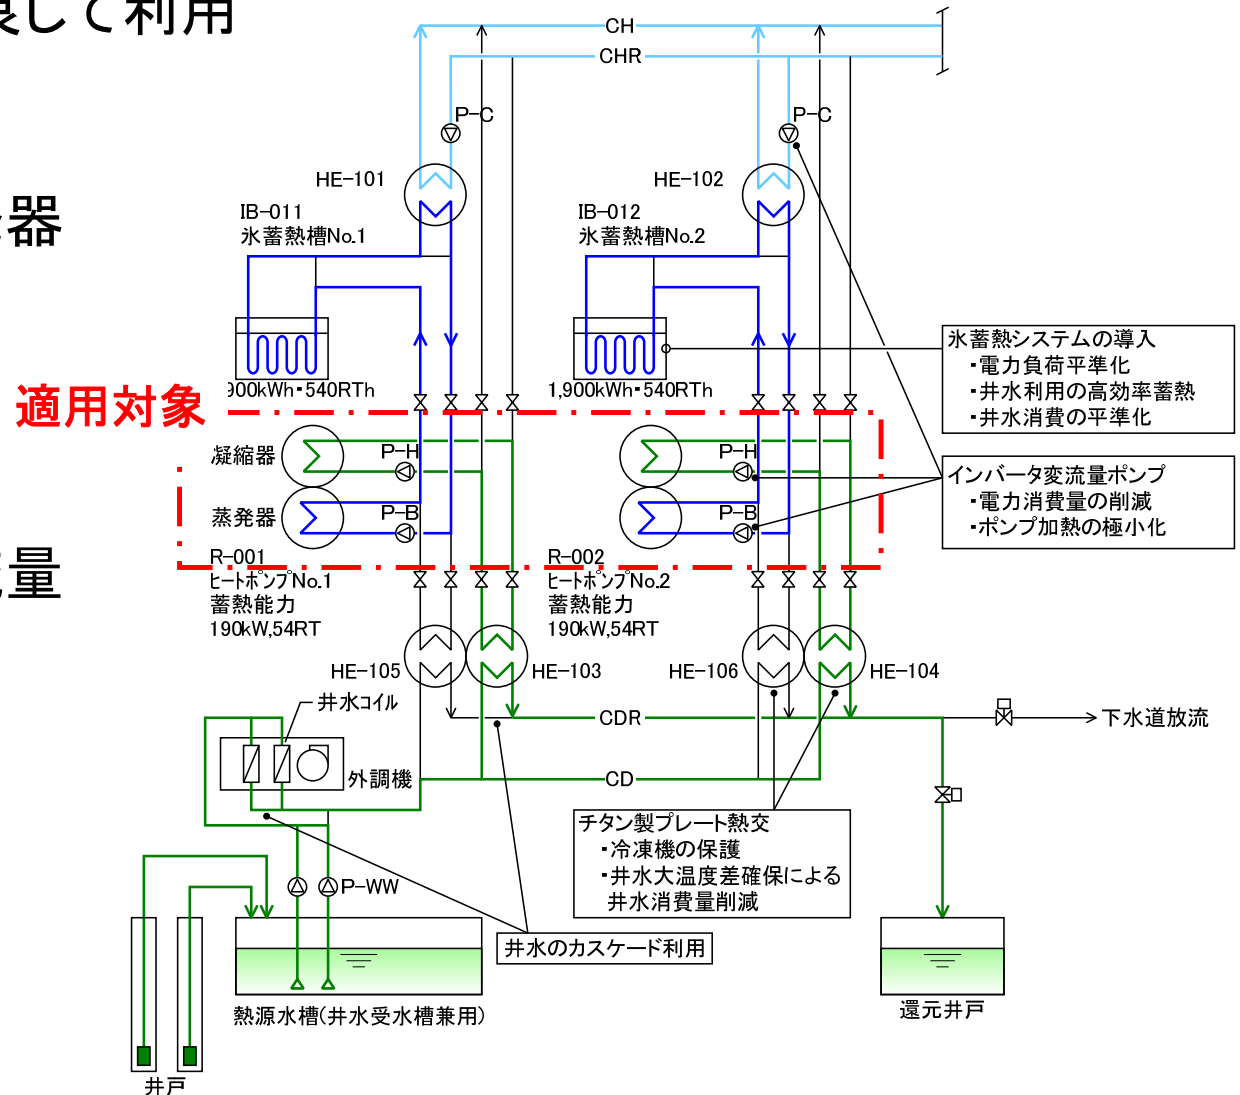 して利用
CH
CHR
P-C
P-C
HE-101
HE-102
器
IB-011
氷蓄熱槽No.1
IB-012
氷蓄熱槽No.2
氷蓄熱システムの導入
・電力負荷平準化
・井水利用の高効率蓄熱
・井水消費の平準化
900kWh・540RTh
1,900kWh・540RTh
適用対象
凝縮器
P-H
P-H
蒸発器
P-B
P-B
インバータ変流量ポンプ
・電力消費量の削減
・ポンプ加熱の極小化
量
R-001
ヒートポンプNo.1
蓄熱能力
190kW,54RT
R-002
ヒートポンプNo.2
蓄熱能力
190kW,54RT
HE-105
HE-103
HE-106
HE-104
井水コイル
CDR
下水道放流
外調機
CD
チタン製プレート熱交
・冷凍機の保護
・井水大温度差確保による
井水消費量削減
P-WW
井水のカスケード利用
熱源水槽(井水受水槽兼用)
還元井戸
井戸